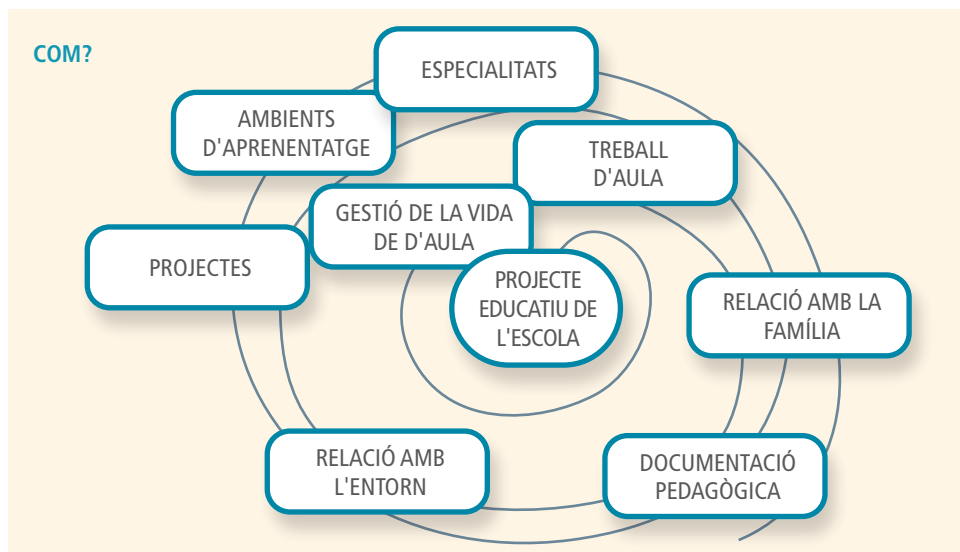 COM?
ESPECIALITATS
AMBIENTS
D'APRENENTATGE
TREBALL
D'AULA
GESTIÓ DE LA VIDA
DE D'AULA
PROJECTES
PROJECTE
EDUCATIU DE
L'ESCOLA
RELACIÓ AMB LA
FAMÍLIA
RELACIÓ AMB
L'ENTORN
DOCUMENTACIÓ
PEDAGÒGICA